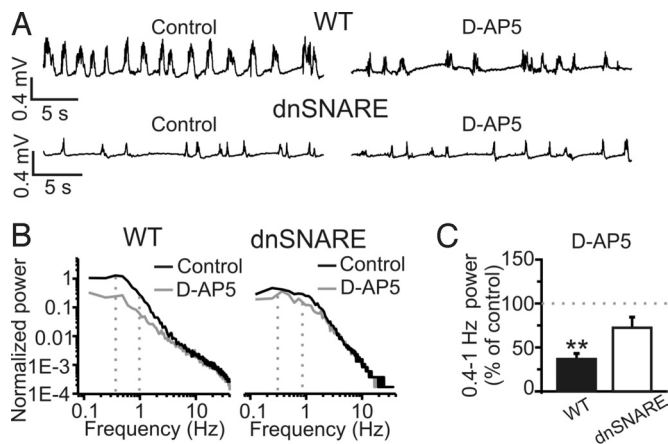 A
WT
Control
D-AP5
0.4 mV
5 s
dnSNARE
Control
D-AP5
0.4 mV
5 s
B
WT
dnSNARE
Normalized power
1
0.1
0.01
1E-3
1E-4
Control
D-AP5
Control
D-AP5
0.1 1 10
Frequency (Hz)
0.1 1 10
Frequency (Hz)
C
D-AP5
0.4-1 Hz power
(% of control)
150
100
50
0
**
WT
dnSNARE